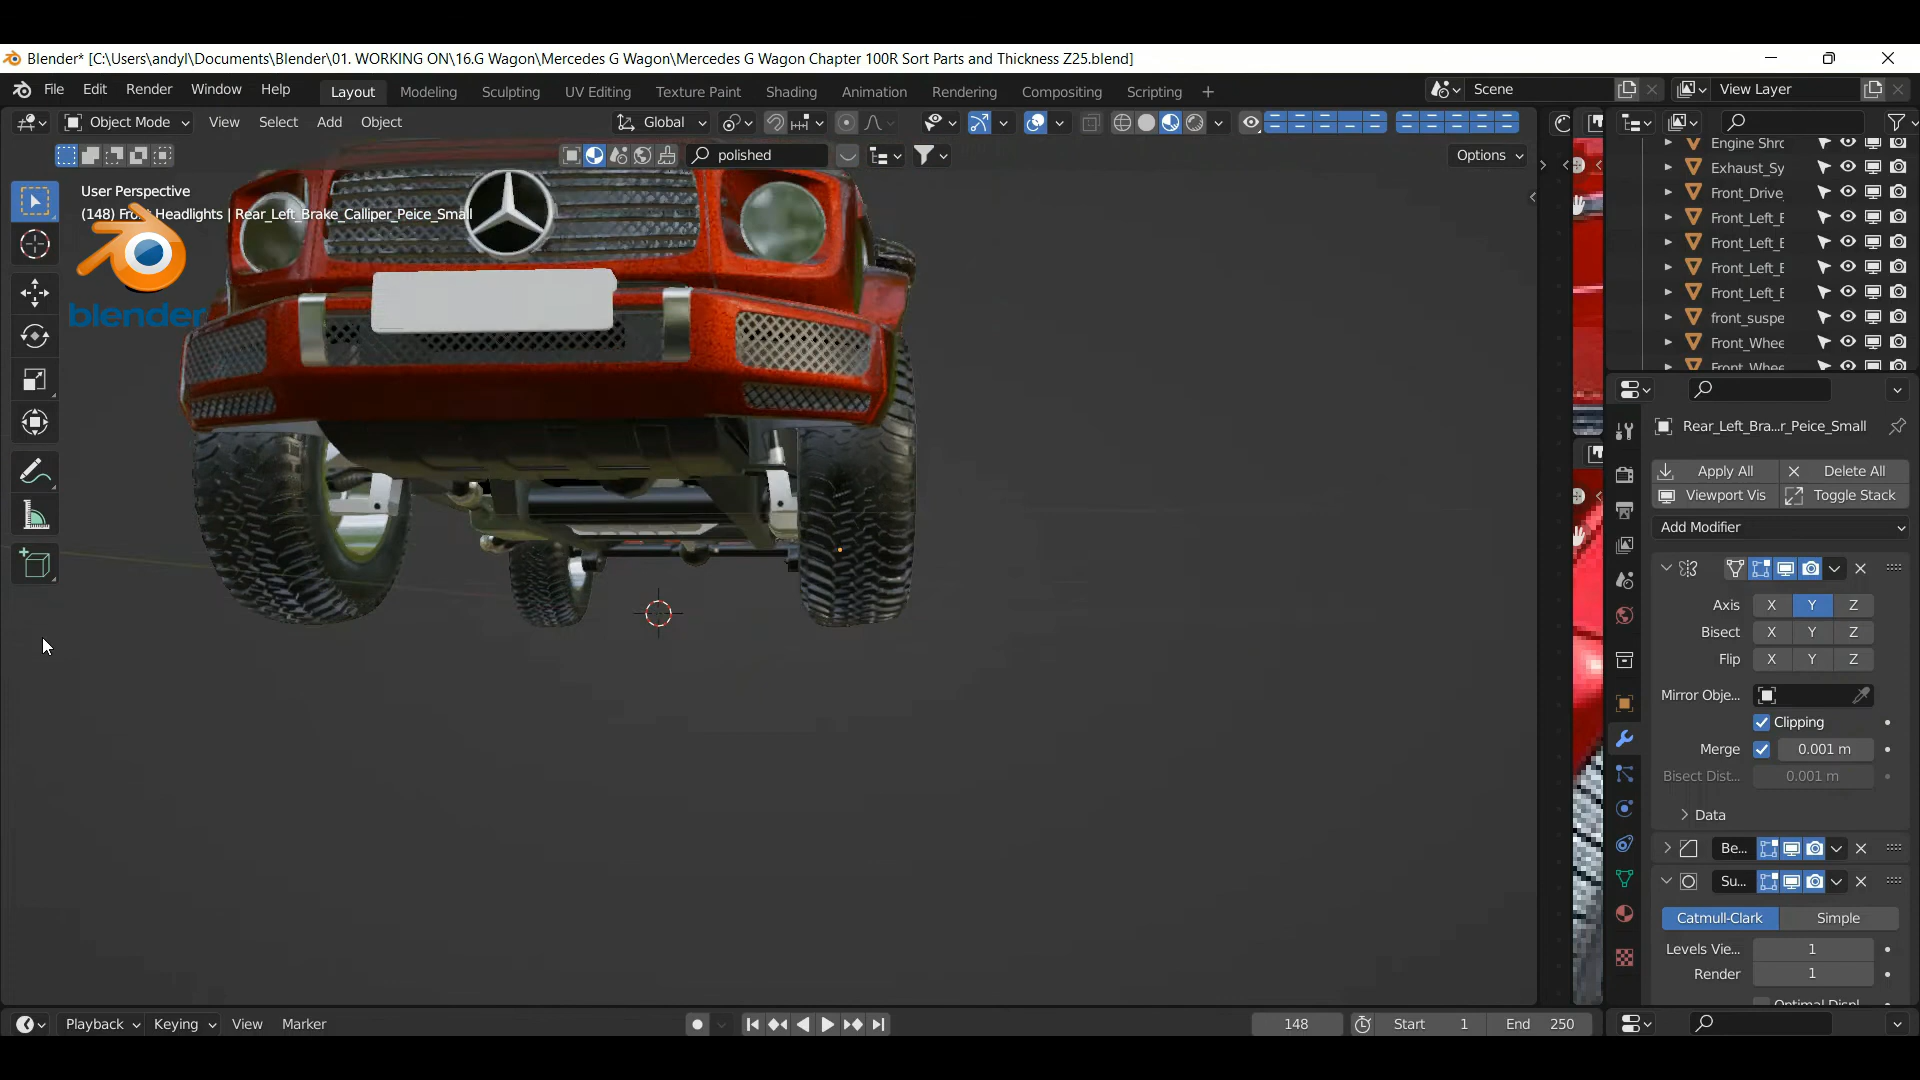 Blender* [C:\Users\andyl\Documents\Blender\01. WORKING ON\16.G Wagon\Mercedes G Wagon\Mercedes G Wagon Chapter 100R Sort Parts and Thickness Z25.blend]
File Edit Render Window Help Layout Modeling Sculpting UV Editing Texture Paint Shading Animation Rendering Compositing Scripting + Scene View Layer
Object Mode View Select Add Object Global
polished Options
User Perspective
(148) Headlights | Rear_Left_Brake_Calliper_Peice_Small
blender
Engine Shrc
Exhaust_Sy
Front_Drive
Front_Left_E
Front_Left_E
Front_Left_E
Front_Left_E
front_suspe
Front_Whee
Front_Whee
Rear_Left_Bra...r_Peice_Small
Apply All Delete All
Viewport Vis Toggle Stack
Add Modifier
Axis X Y Z
Bisect X Y Z
Flip X Y Z
Mirror Obje...
Clipping
Merge 0.001 m
Bisect Dist... 0.001 m
Data
Be...
Su...
Catmull-Clark Simple
Levels Vie... 1
Render 1
Playback Keying View Marker 148 Start 1 End 250